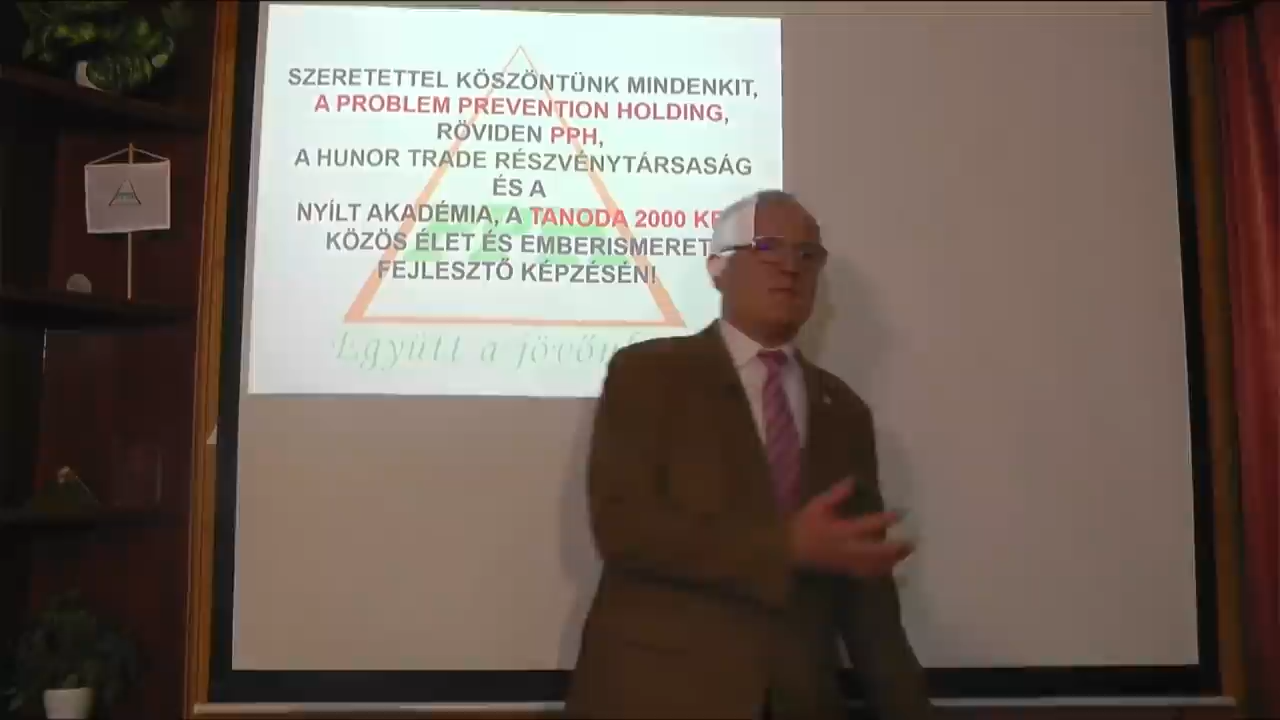 SZERETETTEL KÖSZÖNTÜNK MINDENKIT,
A PROBLEM PREVENTION HOLDING,
RÖVIDEN PPH,
A HUNOR TRADE RÉSZVÉNYTÁRSASÁG
ÉS A
NYÍLT AKADÉMIA, A TANODA 2000
KÖZÖS ÉLET ÉS EMBERISMERET
FEJLESZTŐ KÉPZÉSÉN!
Együtt a